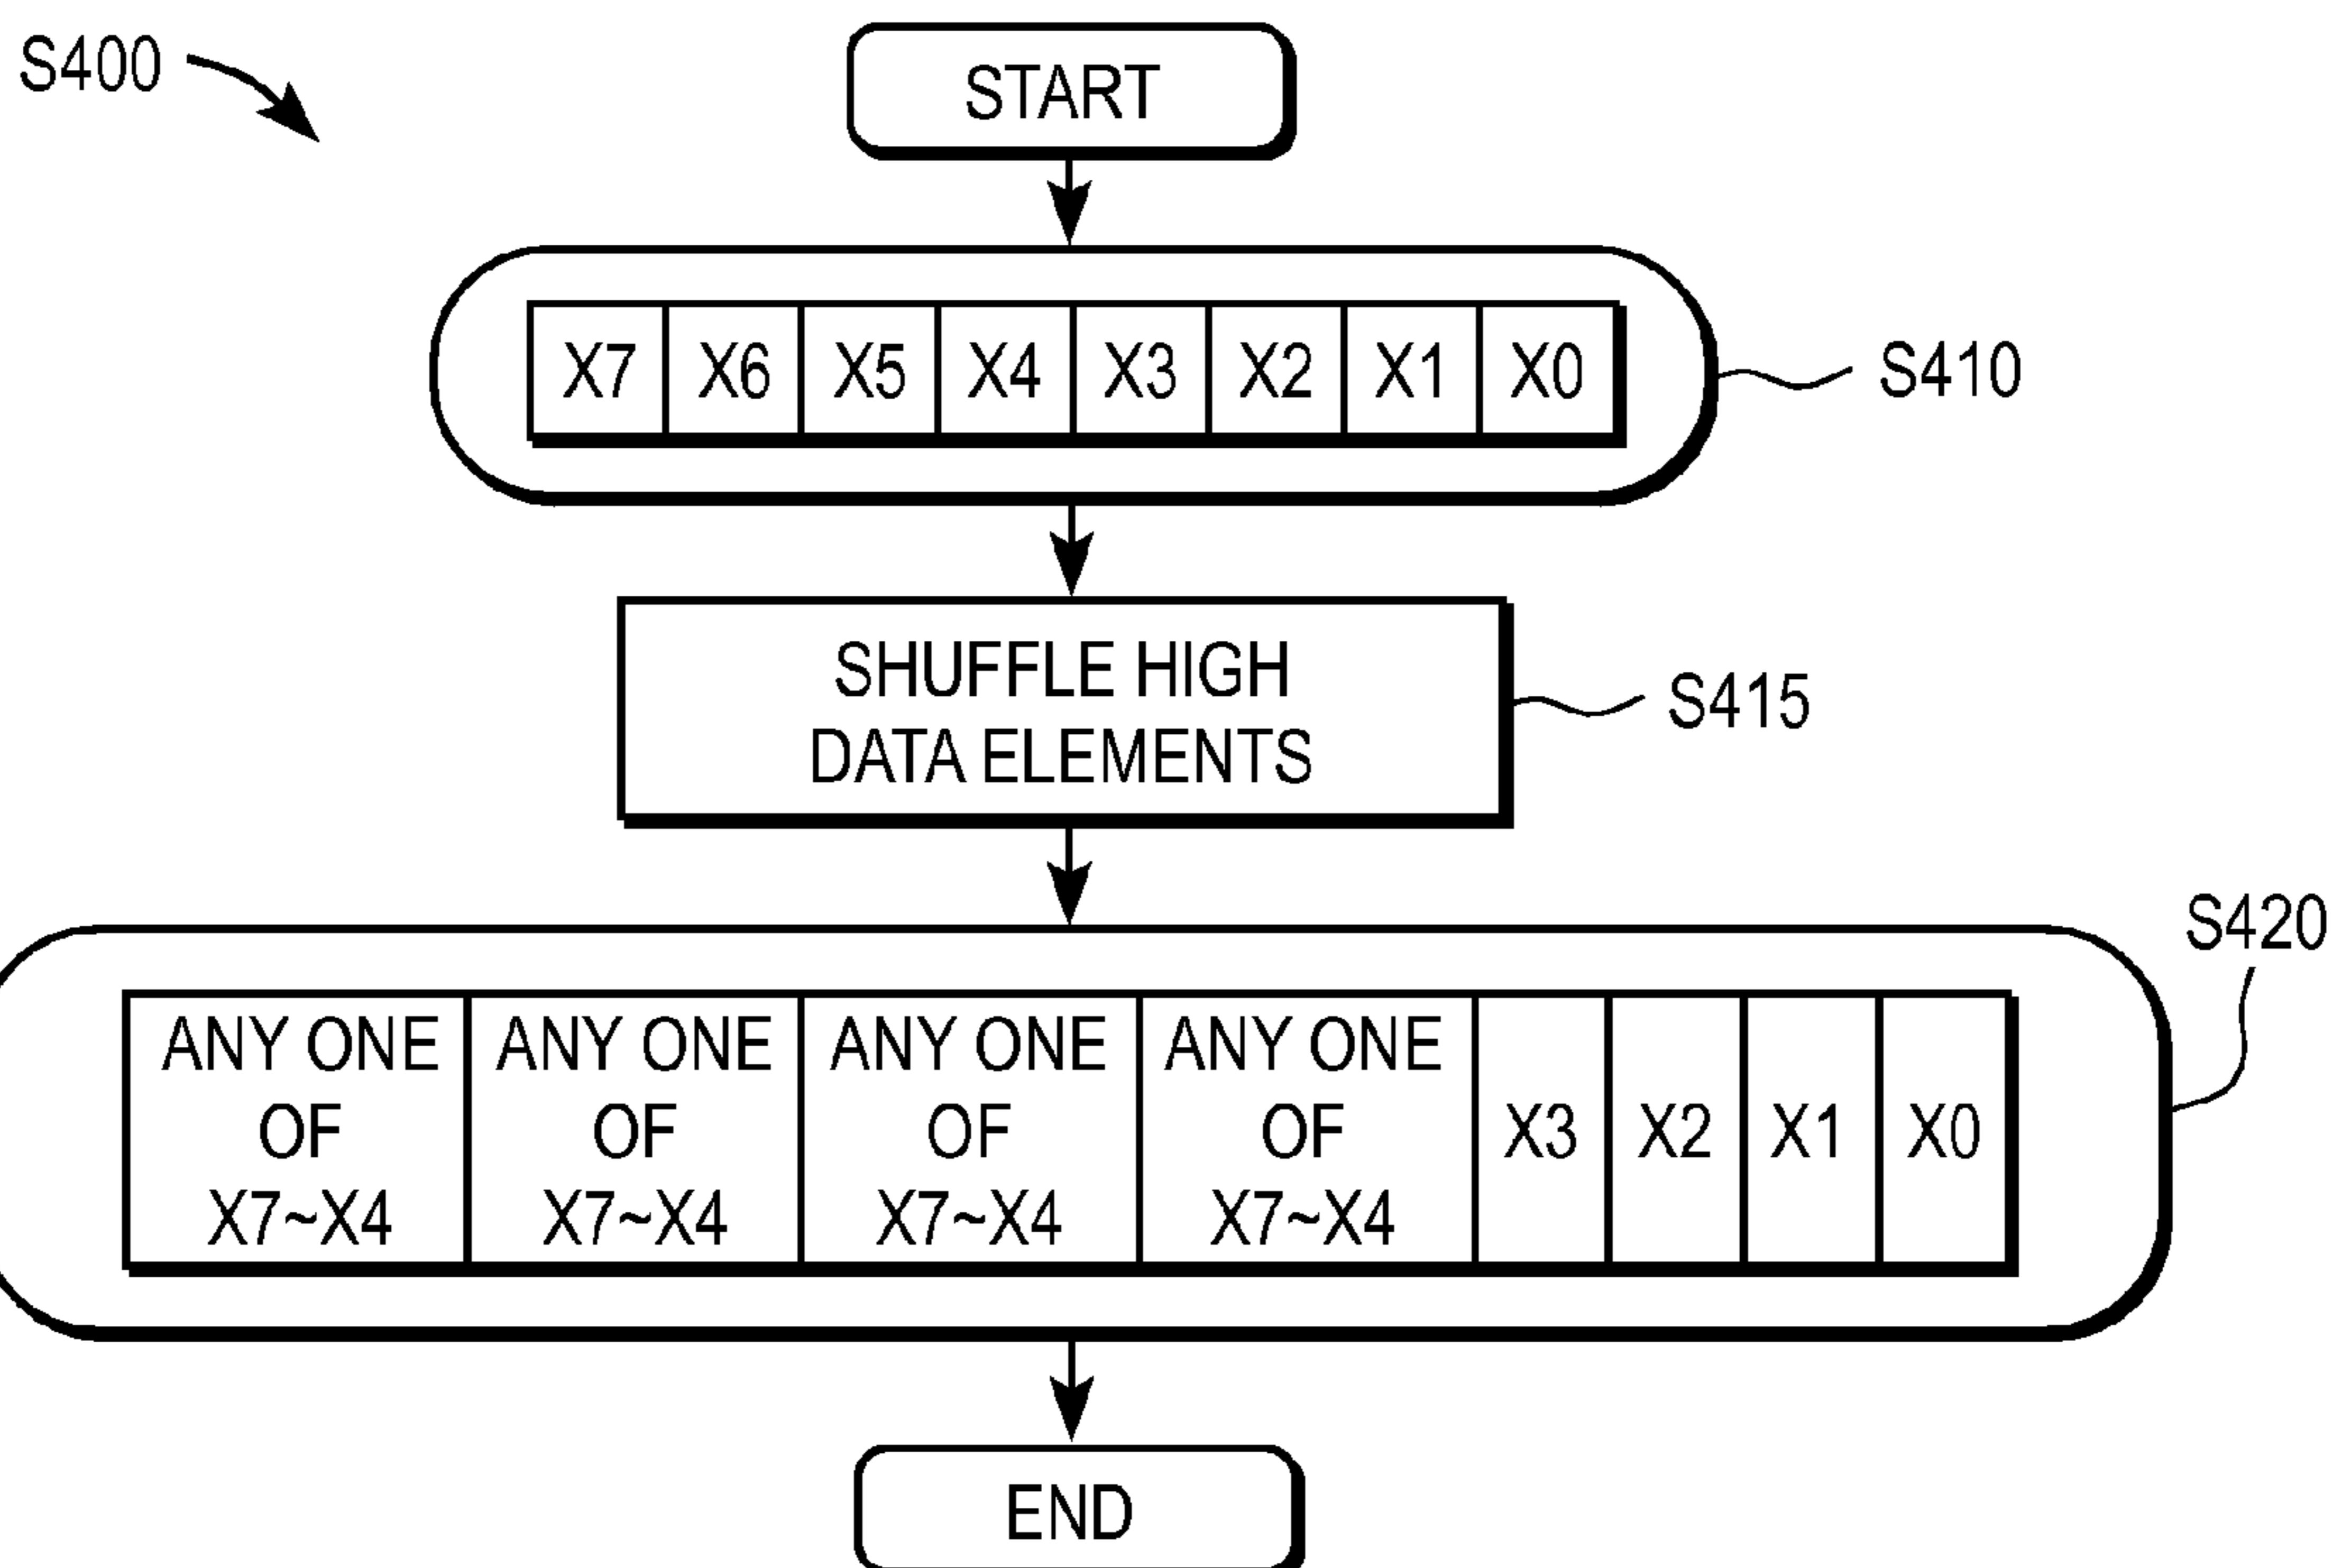 S400
START
X7 X6 X5 X4 X3 X2 X1 X0
S410
SHUFFLE HIGH
DATA ELEMENTS
S415
S420
ANY ONE OF X7~X4
ANY ONE OF X7~X4
ANY ONE OF X7~X4
ANY ONE OF X7~X4
X3 X2 X1 X0
END